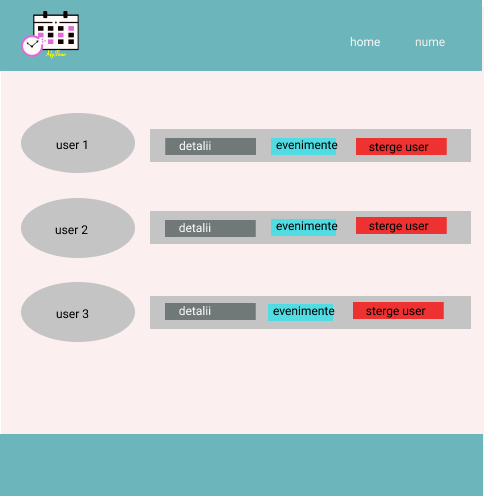 My Time
home nume
user 1 detalii evenimente sterge user
user 2 detalii evenimente sterge user
user 3 detalii evenimente sterge user